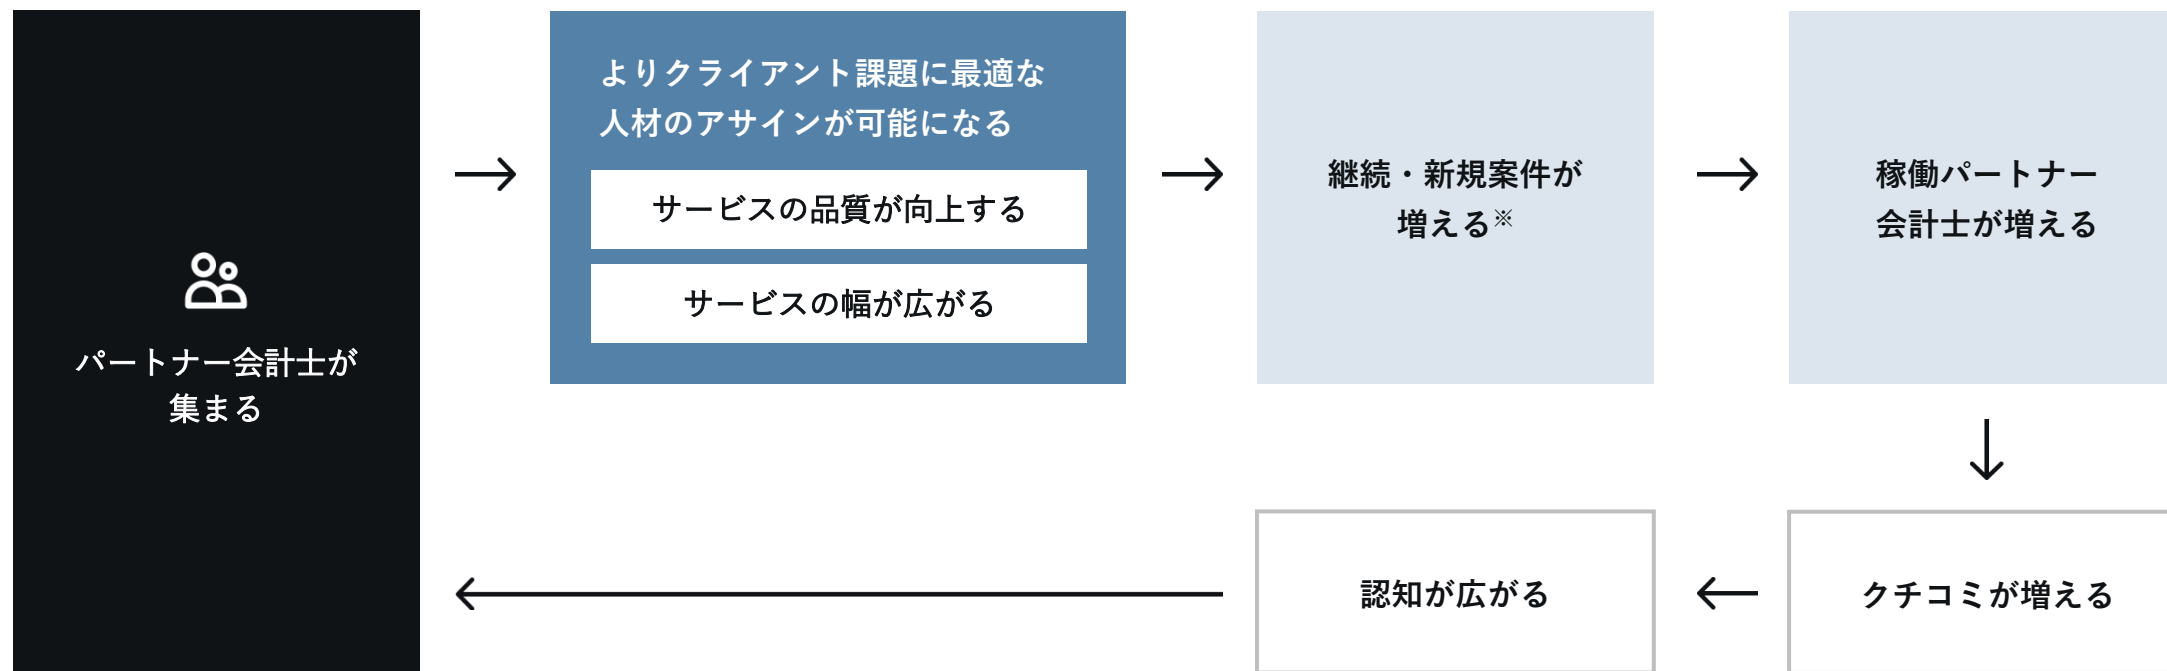 パートナー会計士が
集まる
よりクライアント課題に最適な
人材のアサインが可能になる
サービスの品質が向上する
サービスの幅が広がる
継続・新規案件が
増える※
稼働パートナー
会計士が増える
クチコミが増える
認知が広がる